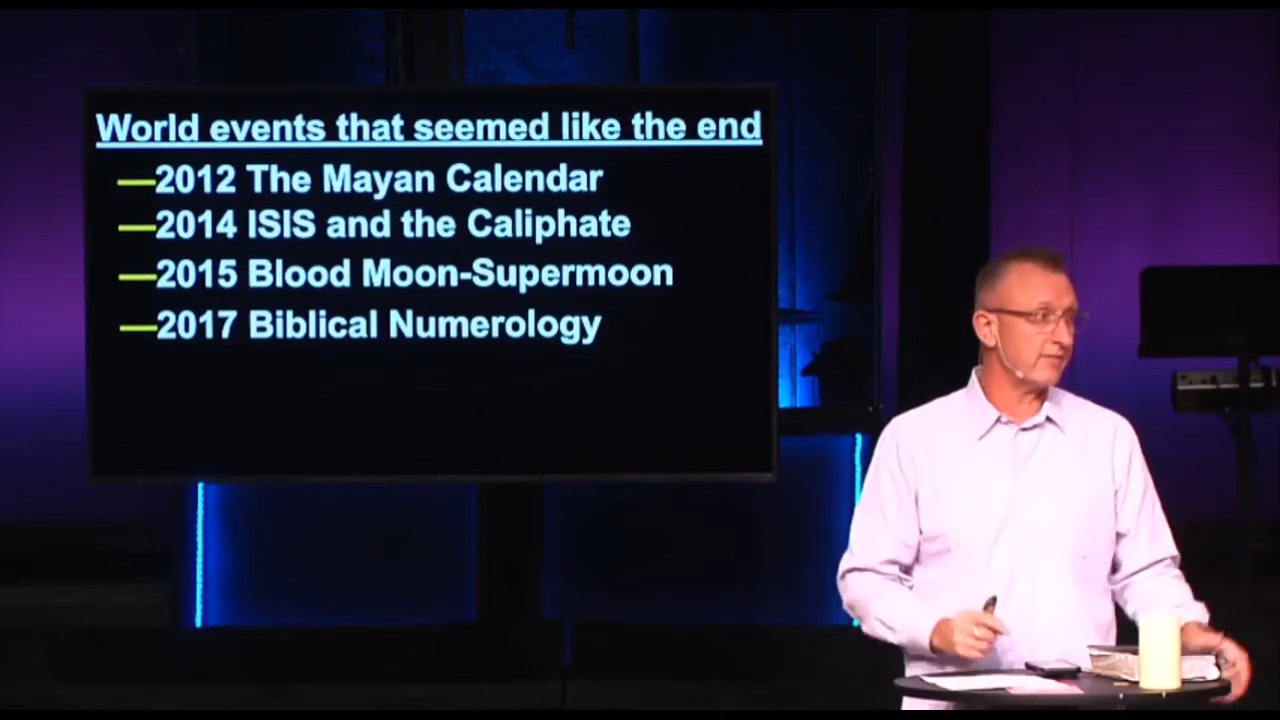 World events that seemed like the end
—2012 The Mayan Calendar
—2014 ISIS and the Caliphate
—2015 Blood Moon-Supermoon
—2017 Biblical Numerology